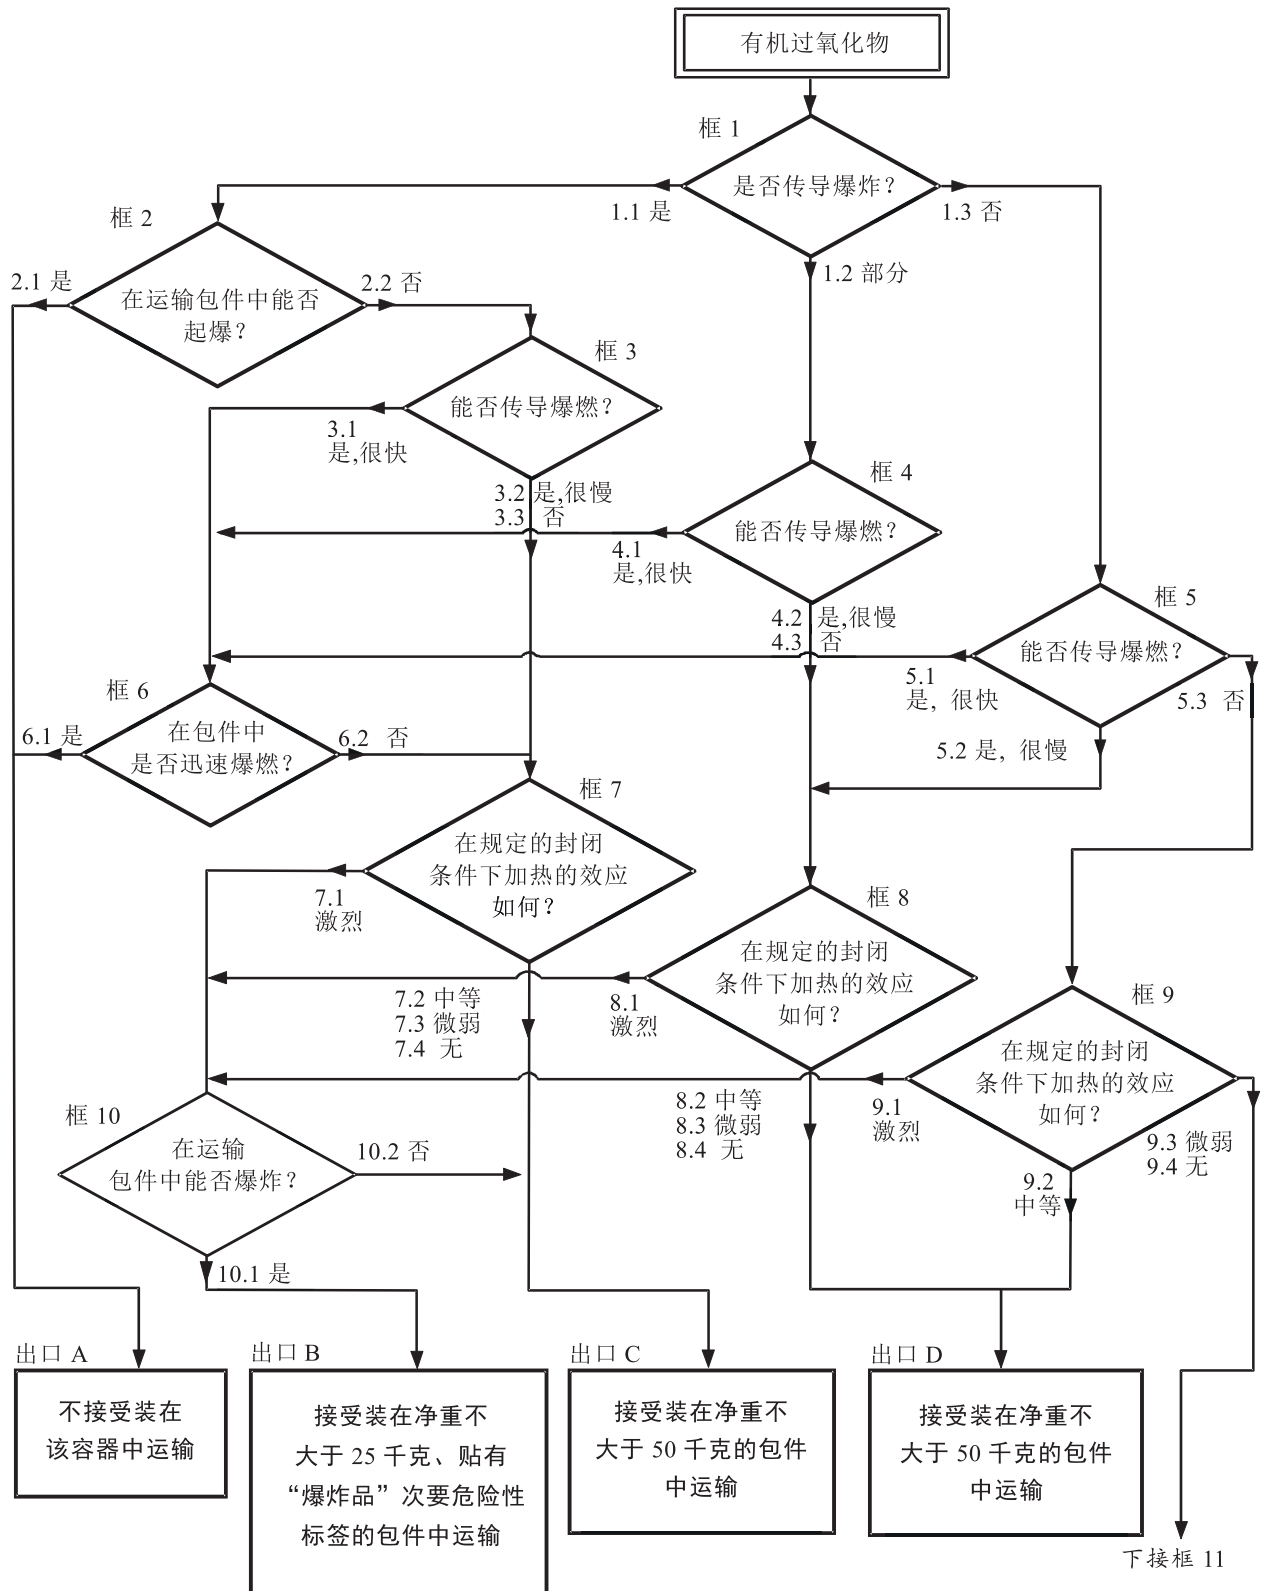 有机过氧化物
框 1
是否传导爆炸？
1.1 是
1.3 否
1.2 部分
框 2
2.1 是
2.2 否
在运输包件中能否
起爆？
框 3
能否传导爆燃？
3.1
是,很快
3.2 是,很慢
3.3 否
框 4
能否传导爆燃？
4.1
是,很快
4.2 是,很慢
4.3 否
框 5
能否传导爆燃？
5.1
是, 很快
5.3 否
5.2 是, 很慢
框 6
6.1 是
在包件中
是否迅速爆燃？
6.2 否
框 7
在规定的封闭
条件下加热的效应
如何？
7.1
激烈
7.2 中等
7.3 微弱
7.4 无
框 8
在规定的封闭
条件下加热的效应
如何？
8.1
激烈
8.2 中等
8.3 微弱
8.4 无
框 9
在规定的封闭
条件下加热的效应
如何？
9.1
激烈
9.3 微弱
9.4 无
9.2
中等
框 10
在运输
包件中能否爆炸？
10.2 否
10.1 是
出口 A
不接受装在
该容器中运输
出口 B
接受装在净重不
大于 25 千克、贴有
“爆炸品”次要危险性
标签的包件中运输
出口 C
接受装在净重不
大于 50 千克的包件
中运输
出口 D
接受装在净重不
大于 50 千克的包件
中运输
下接框 11